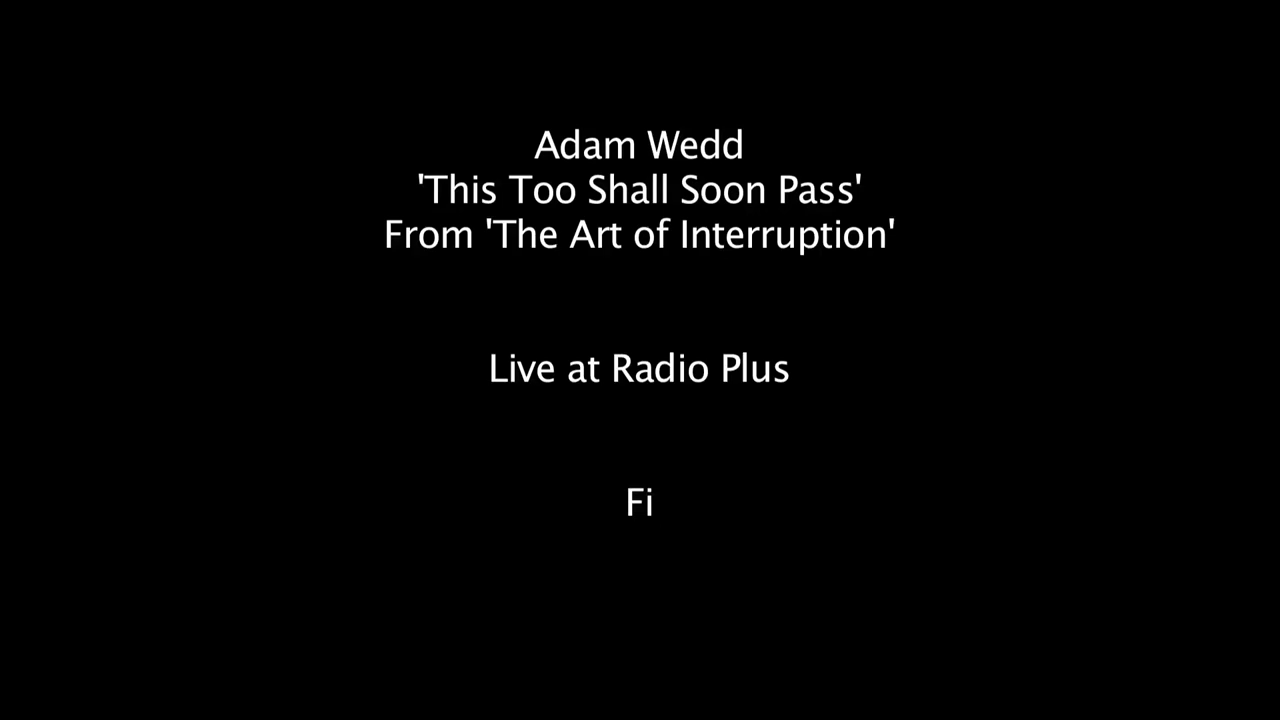 Adam Wedd
'This Too Shall Soon Pass'
From 'The Art of Interruption'
Live at Radio Plus
Fi